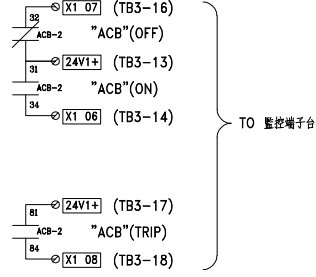 32 X1 07 (TB3-16)
ACB-2 "ACB"(OFF)
31 24V1+ (TB3-13)
ACB-2 "ACB"(ON)
34 X1 06 (TB3-14)
TO 監控端子台
81 24V1+ (TB3-17)
ACB-2 "ACB"(TRIP)
84 X1 08 (TB3-18)